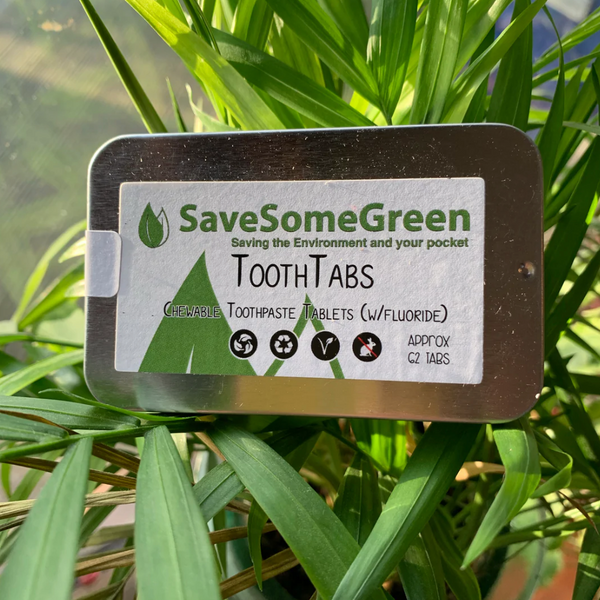 SaveSomeGreen
Saving the Environment and your pocket
ToothTabs
Chewable Toothpaste Tablets (w/fluoride)
V
Approx
62 tabs